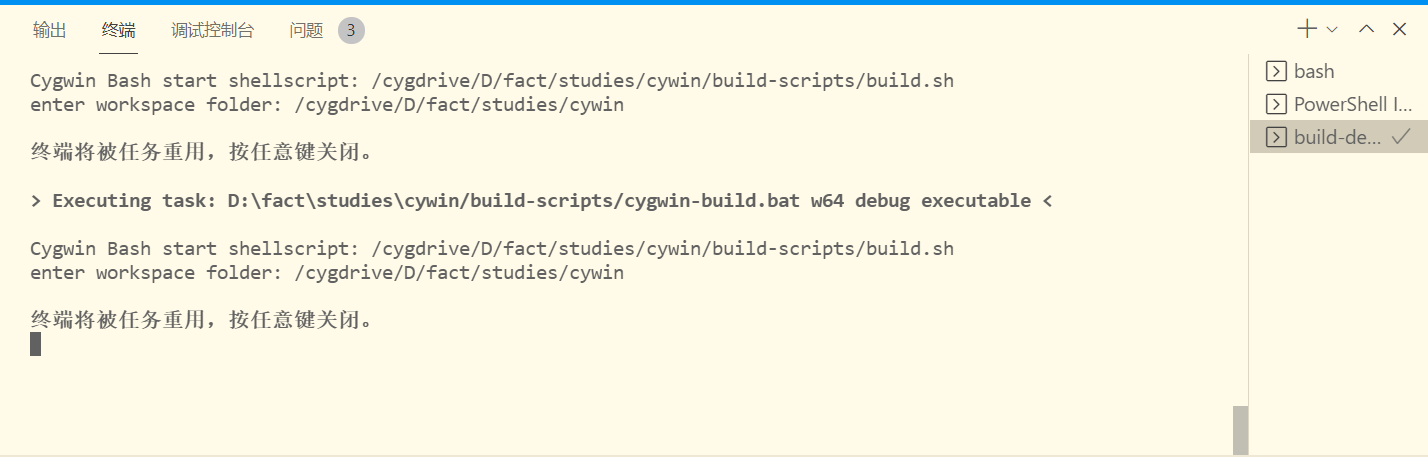 输出 终端 调试控制台 问题 3
Cygwin Bash start shellscript: /cygdrive/D/fact/studies/cywin/build-scripts/build.sh
enter workspace folder: /cygdrive/D/fact/studies/cywin
终端将被任务重用，按任意键关闭。
> Executing task: D:\fact\studies\cywin/build-scripts/cygwin-build.bat w64 debug executable <
Cygwin Bash start shellscript: /cygdrive/D/fact/studies/cywin/build-scripts/build.sh
enter workspace folder: /cygdrive/D/fact/studies/cywin
终端将被任务重用，按任意键关闭。
bash
PowerShell I...
build-de...